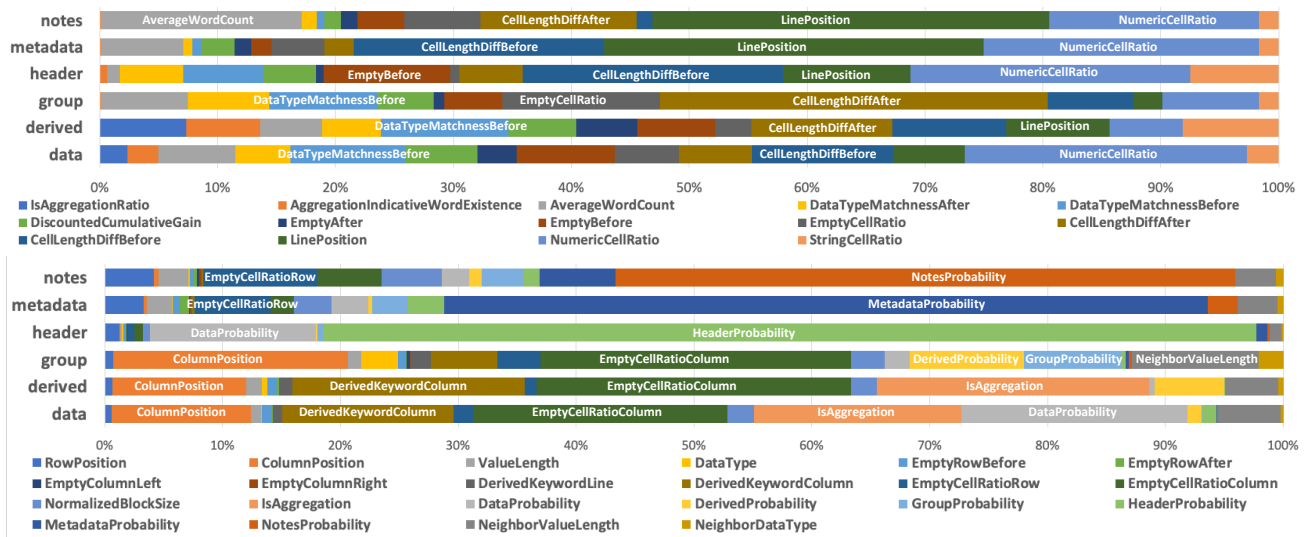 notes AverageWordCount CellLengthDiffAfter LinePosition NumericCellRatio
metadata CellLengthDiffBefore LinePosition NumericCellRatio
header EmptyBefore CellLengthDiffBefore LinePosition NumericCellRatio
group DataTypeMatchnessBefore EmptyCellRatio CellLengthDiffAfter
derived DataTypeMatchnessBefore CellLengthDiffAfter LinePosition
data DataTypeMatchnessBefore CellLengthDiffBefore NumericCellRatio
0% 10% 20% 30% 40% 50% 60% 70% 80% 90% 100%
IsAggregationRatio AggregationIndicativeWordExistence AverageWordCount DataTypeMatchnessAfter DataTypeMatchnessBefore
DiscountedCumulativeGain EmptyAfter EmptyBefore EmptyCellRatio CellLengthDiffAfter
CellLengthDiffBefore LinePosition NumericCellRatio StringCellRatio
notes EmptyCellRatioRow NotesProbability
metadata EmptyCellRatioRow MetadataProbability
header DataProbability HeaderProbability
group ColumnPosition EmptyCellRatioColumn DerivedProbability GroupProbability NeighborValueLength
derived ColumnPosition DerivedKeywordColumn EmptyCellRatioColumn IsAggregation
data ColumnPosition DerivedKeywordColumn EmptyCellRatioColumn IsAggregation DataProbability
0% 10% 20% 30% 40% 50% 60% 70% 80% 90% 100%
RowPosition ColumnPosition ValueLength DataType EmptyRowBefore EmptyRowAfter
EmptyColumnLeft EmptyColumnRight DerivedKeywordLine DerivedKeywordColumn EmptyCellRatioRow EmptyCellRatioColumn
NormalizedBlockSize IsAggregation DataProbability DerivedProbability GroupProbability HeaderProbability
MetadataProbability NotesProbability NeighborValueLength NeighborDataType